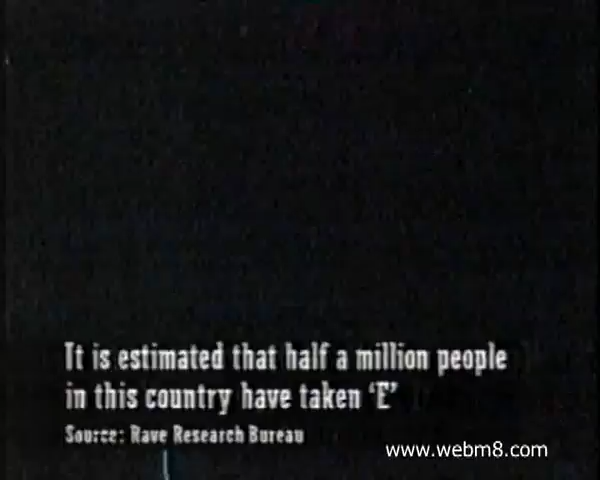 It is estimated that half a million people
in this country have taken ‘E’
Source: Rave Research Bureau
www.webm8.com